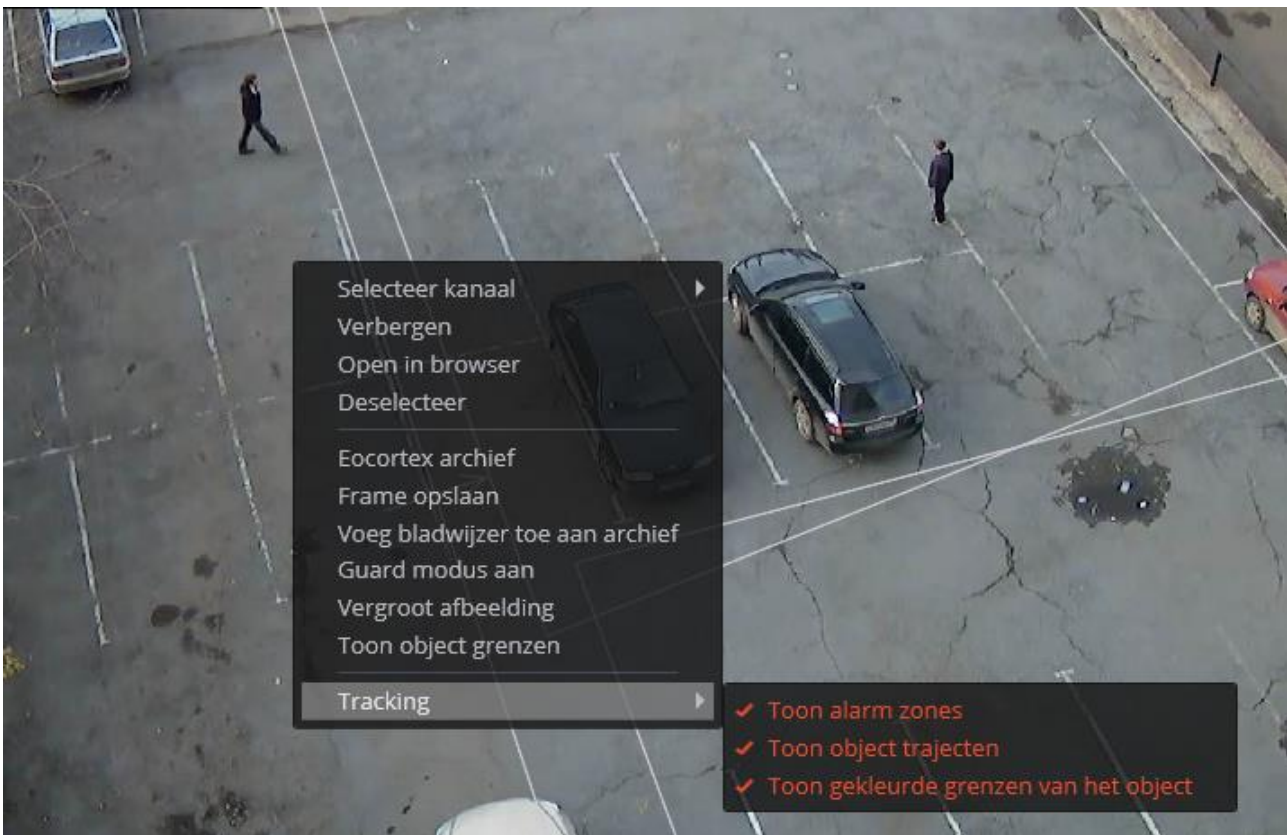 Selecteer kanaal
Verbergen
Open in browser
Deselecteer
Eocortex archief
Frame opslaan
Voeg bladwijzer toe aan archief
Guard modus aan
Vergroot afbeelding
Toon object grenzen
Tracking
Toon alarm zones
Toon object trajecten
Toon gekleurde grenzen van het object